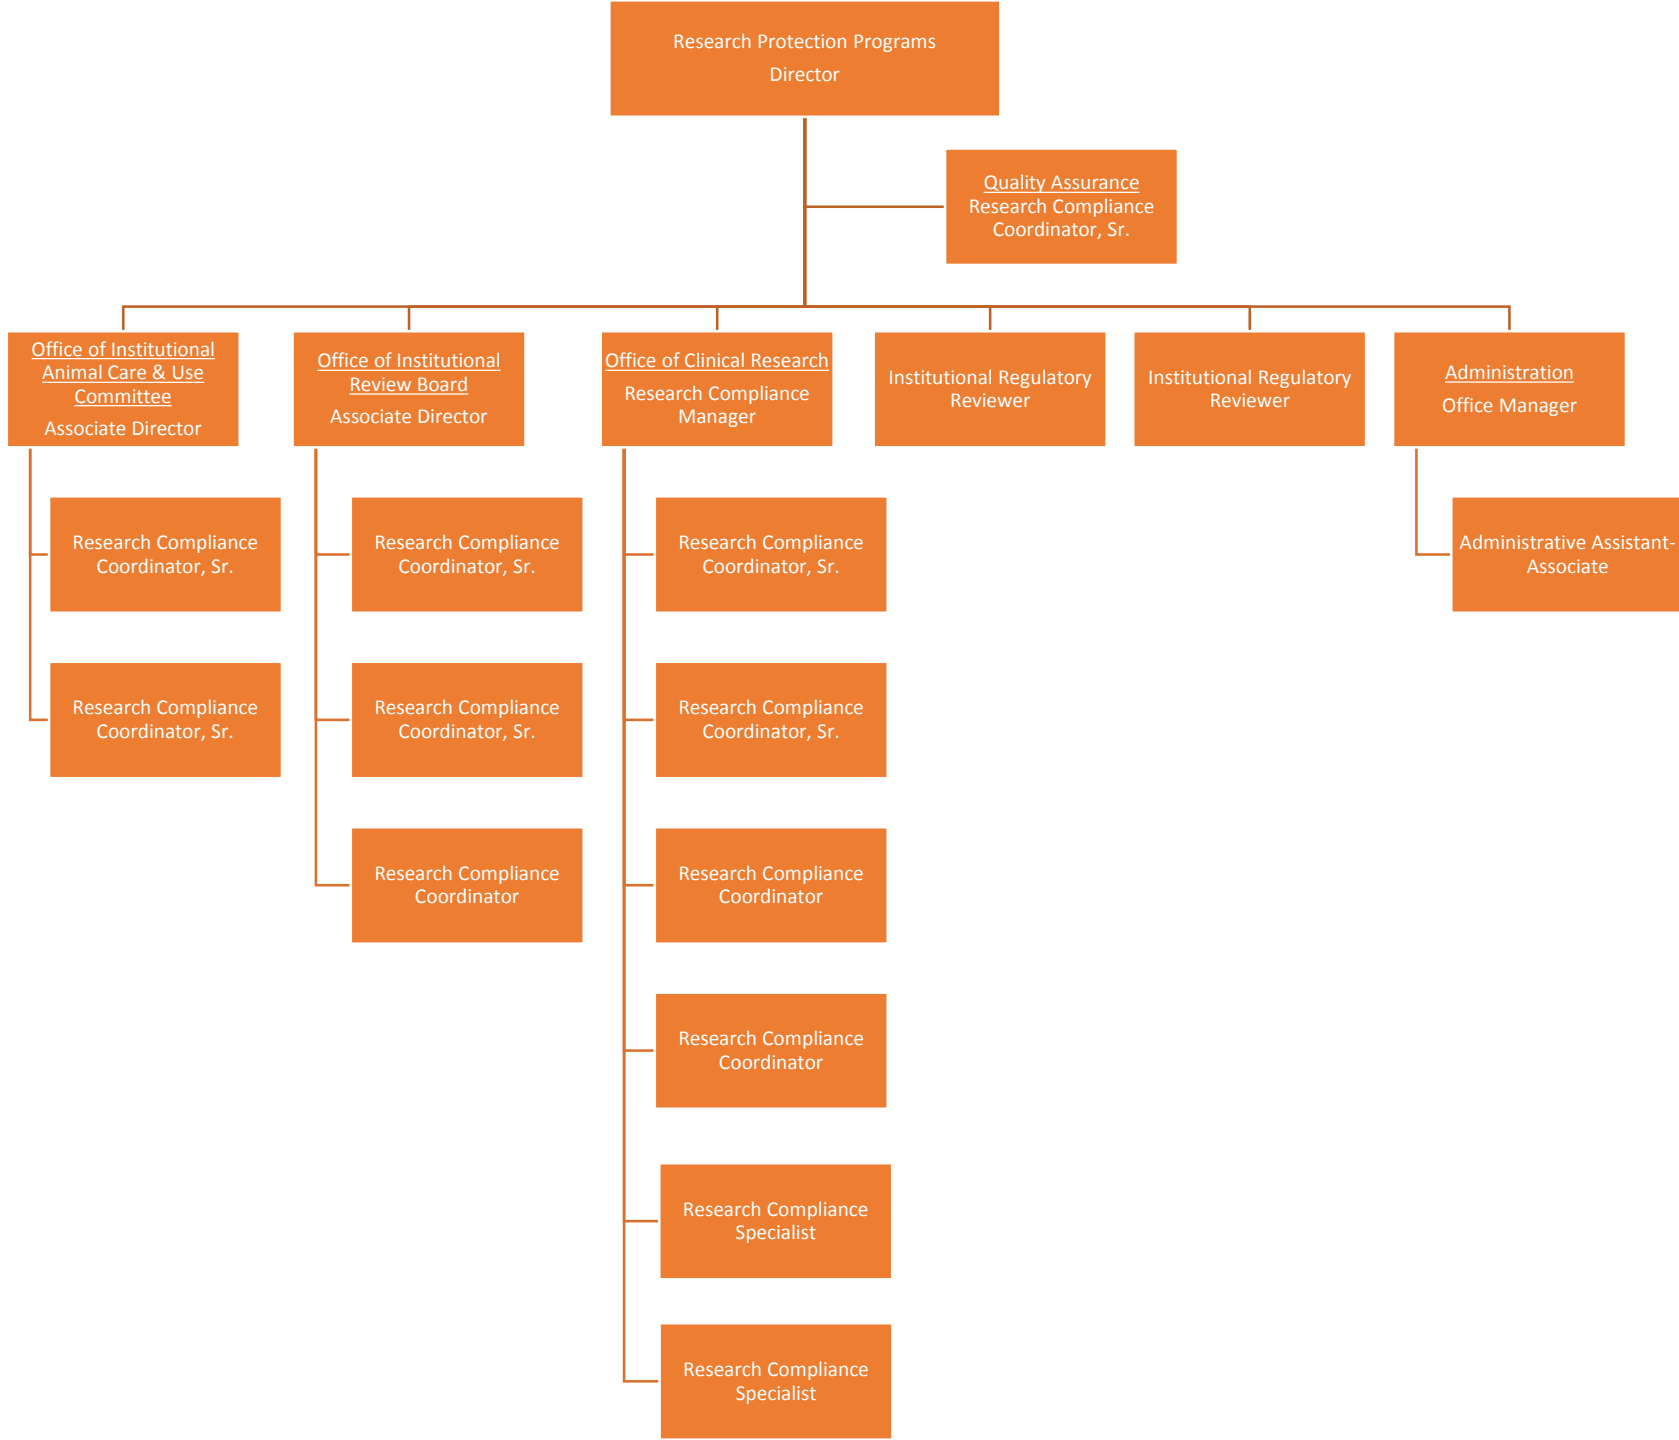 Research Protection Programs
Director
Quality Assurance
Research Compliance
Coordinator, Sr.
Office of Institutional
Animal Care & Use
Committee
Associate Director
Office of Institutional
Review Board
Associate Director
Office of Clinical Research
Research Compliance
Manager
Institutional Regulatory
Reviewer
Institutional Regulatory
Reviewer
Administration
Office Manager
Research Compliance
Coordinator, Sr.
Research Compliance
Coordinator, Sr.
Research Compliance
Coordinator, Sr.
Administrative Assistant-
Associate
Research Compliance
Coordinator, Sr.
Research Compliance
Coordinator, Sr.
Research Compliance
Coordinator, Sr.
Research Compliance
Coordinator
Research Compliance
Coordinator
Research Compliance
Coordinator
Research Compliance
Specialist
Research Compliance
Specialist